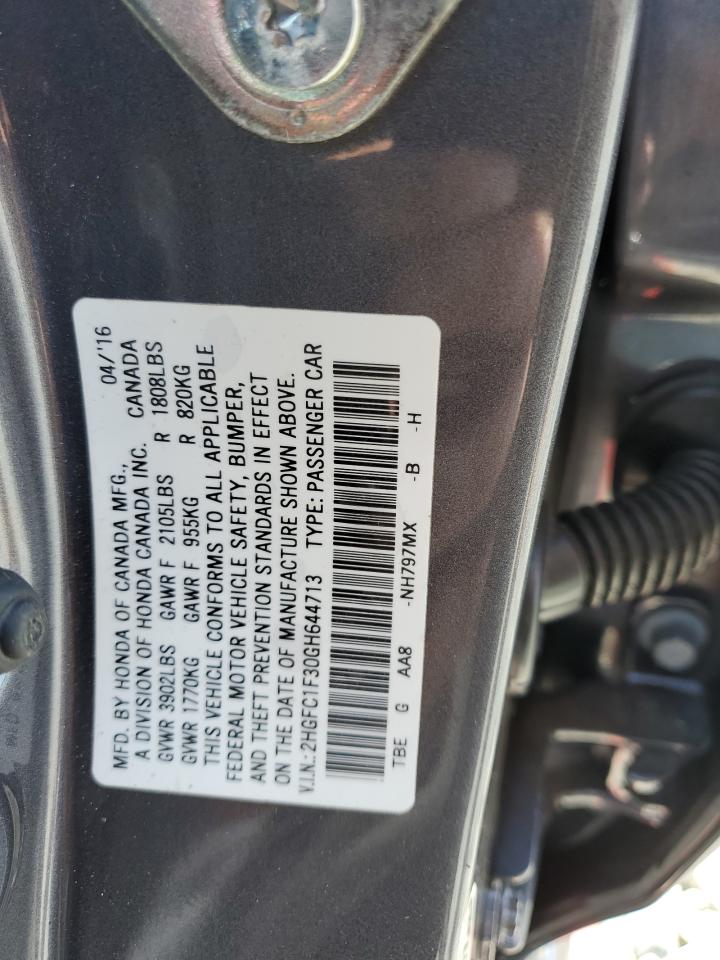 MFD. BY HONDA OF CANADA MFG., 04/'16
A DIVISION OF HONDA CANADA INC. CANADA
GVWR 3902LBS GAWR F 2105LBS R 1808LBS
GVWR 1770KG GAWR F 955KG R 820KG
THIS VEHICLE CONFORMS TO ALL APPLICABLE
FEDERAL MOTOR VEHICLE SAFETY, BUMPER,
AND THEFT PREVENTION STANDARDS IN EFFECT
ON THE DATE OF MANUFACTURE SHOWN ABOVE.
V.I.N.: 2HGFC1F30GH644713 TYPE: PASSENGER CAR
TBE G AA8 -NH797MX -B -H